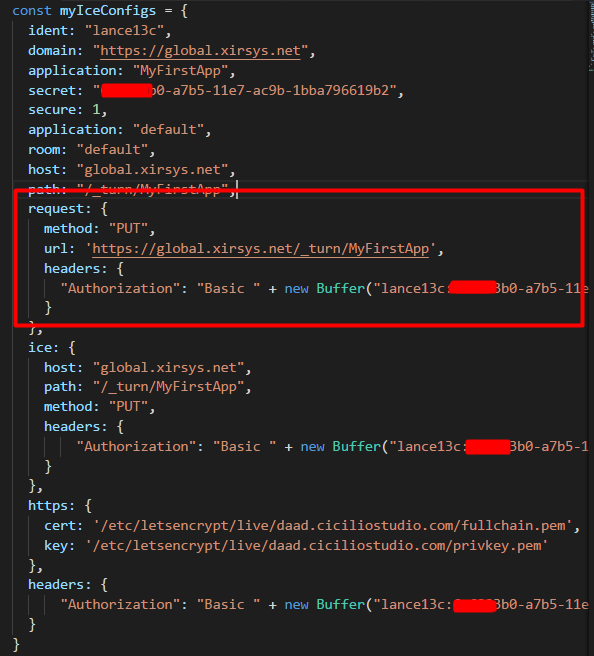 const myIceConfigs = {
ident: "lance13c",
domain: "https://global.xirsys.net",
application: "MyFirstApp",
secret: "b0-a7b5-11e7-ac9b-1bba796619b2",
secure: 1,
application: "default",
room: "default",
host: "global.xirsys.net",
path: "/_turn/MyFirstApp",
request: {
method: "PUT",
url: 'https://global.xirsys.net/_turn/MyFirstApp',
headers: {
"Authorization": "Basic " + new Buffer("lance13c:3b0-a7b5-11e
}
},
ice: {
host: "global.xirsys.net",
path: "/_turn/MyFirstApp",
method: "PUT",
headers: {
"Authorization": "Basic " + new Buffer("lance13c:3b0-a7b5-1
}
},
https: {
cert: '/etc/letsencrypt/live/daad.ciciliostudio.com/fullchain.pem',
key: '/etc/letsencrypt/live/daad.ciciliostudio.com/privkey.pem'
},
headers: {
"Authorization": "Basic " + new Buffer("lance13c:3b0-a7b5-11e
}
}